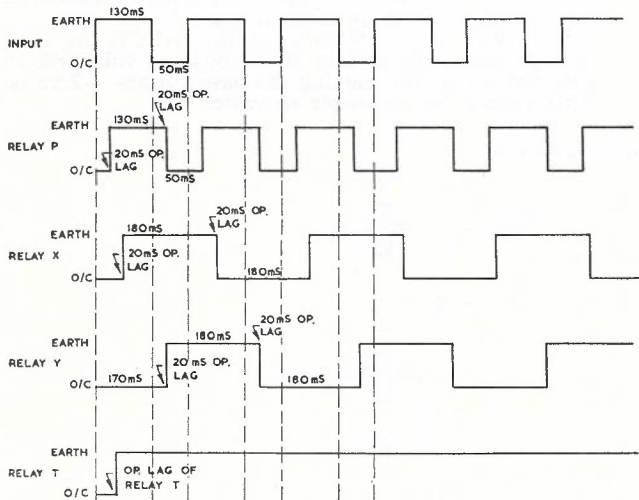 EARTH
130mS
INPUT
O/C
50mS
20mS OP.
LAG
EARTH
130mS
RELAY P
20mS OP.
LAG
O/C
50mS
EARTH
180mS
20mS OP.
LAG
RELAY X
20mS OP.
LAG
O/C
180mS
EARTH
180mS
20mS OP.
LAG
RELAY Y
20mS OP.
LAG
O/C
170mS
180mS
EARTH
RELAY T
OP. LAG OF
RELAY T
O/C